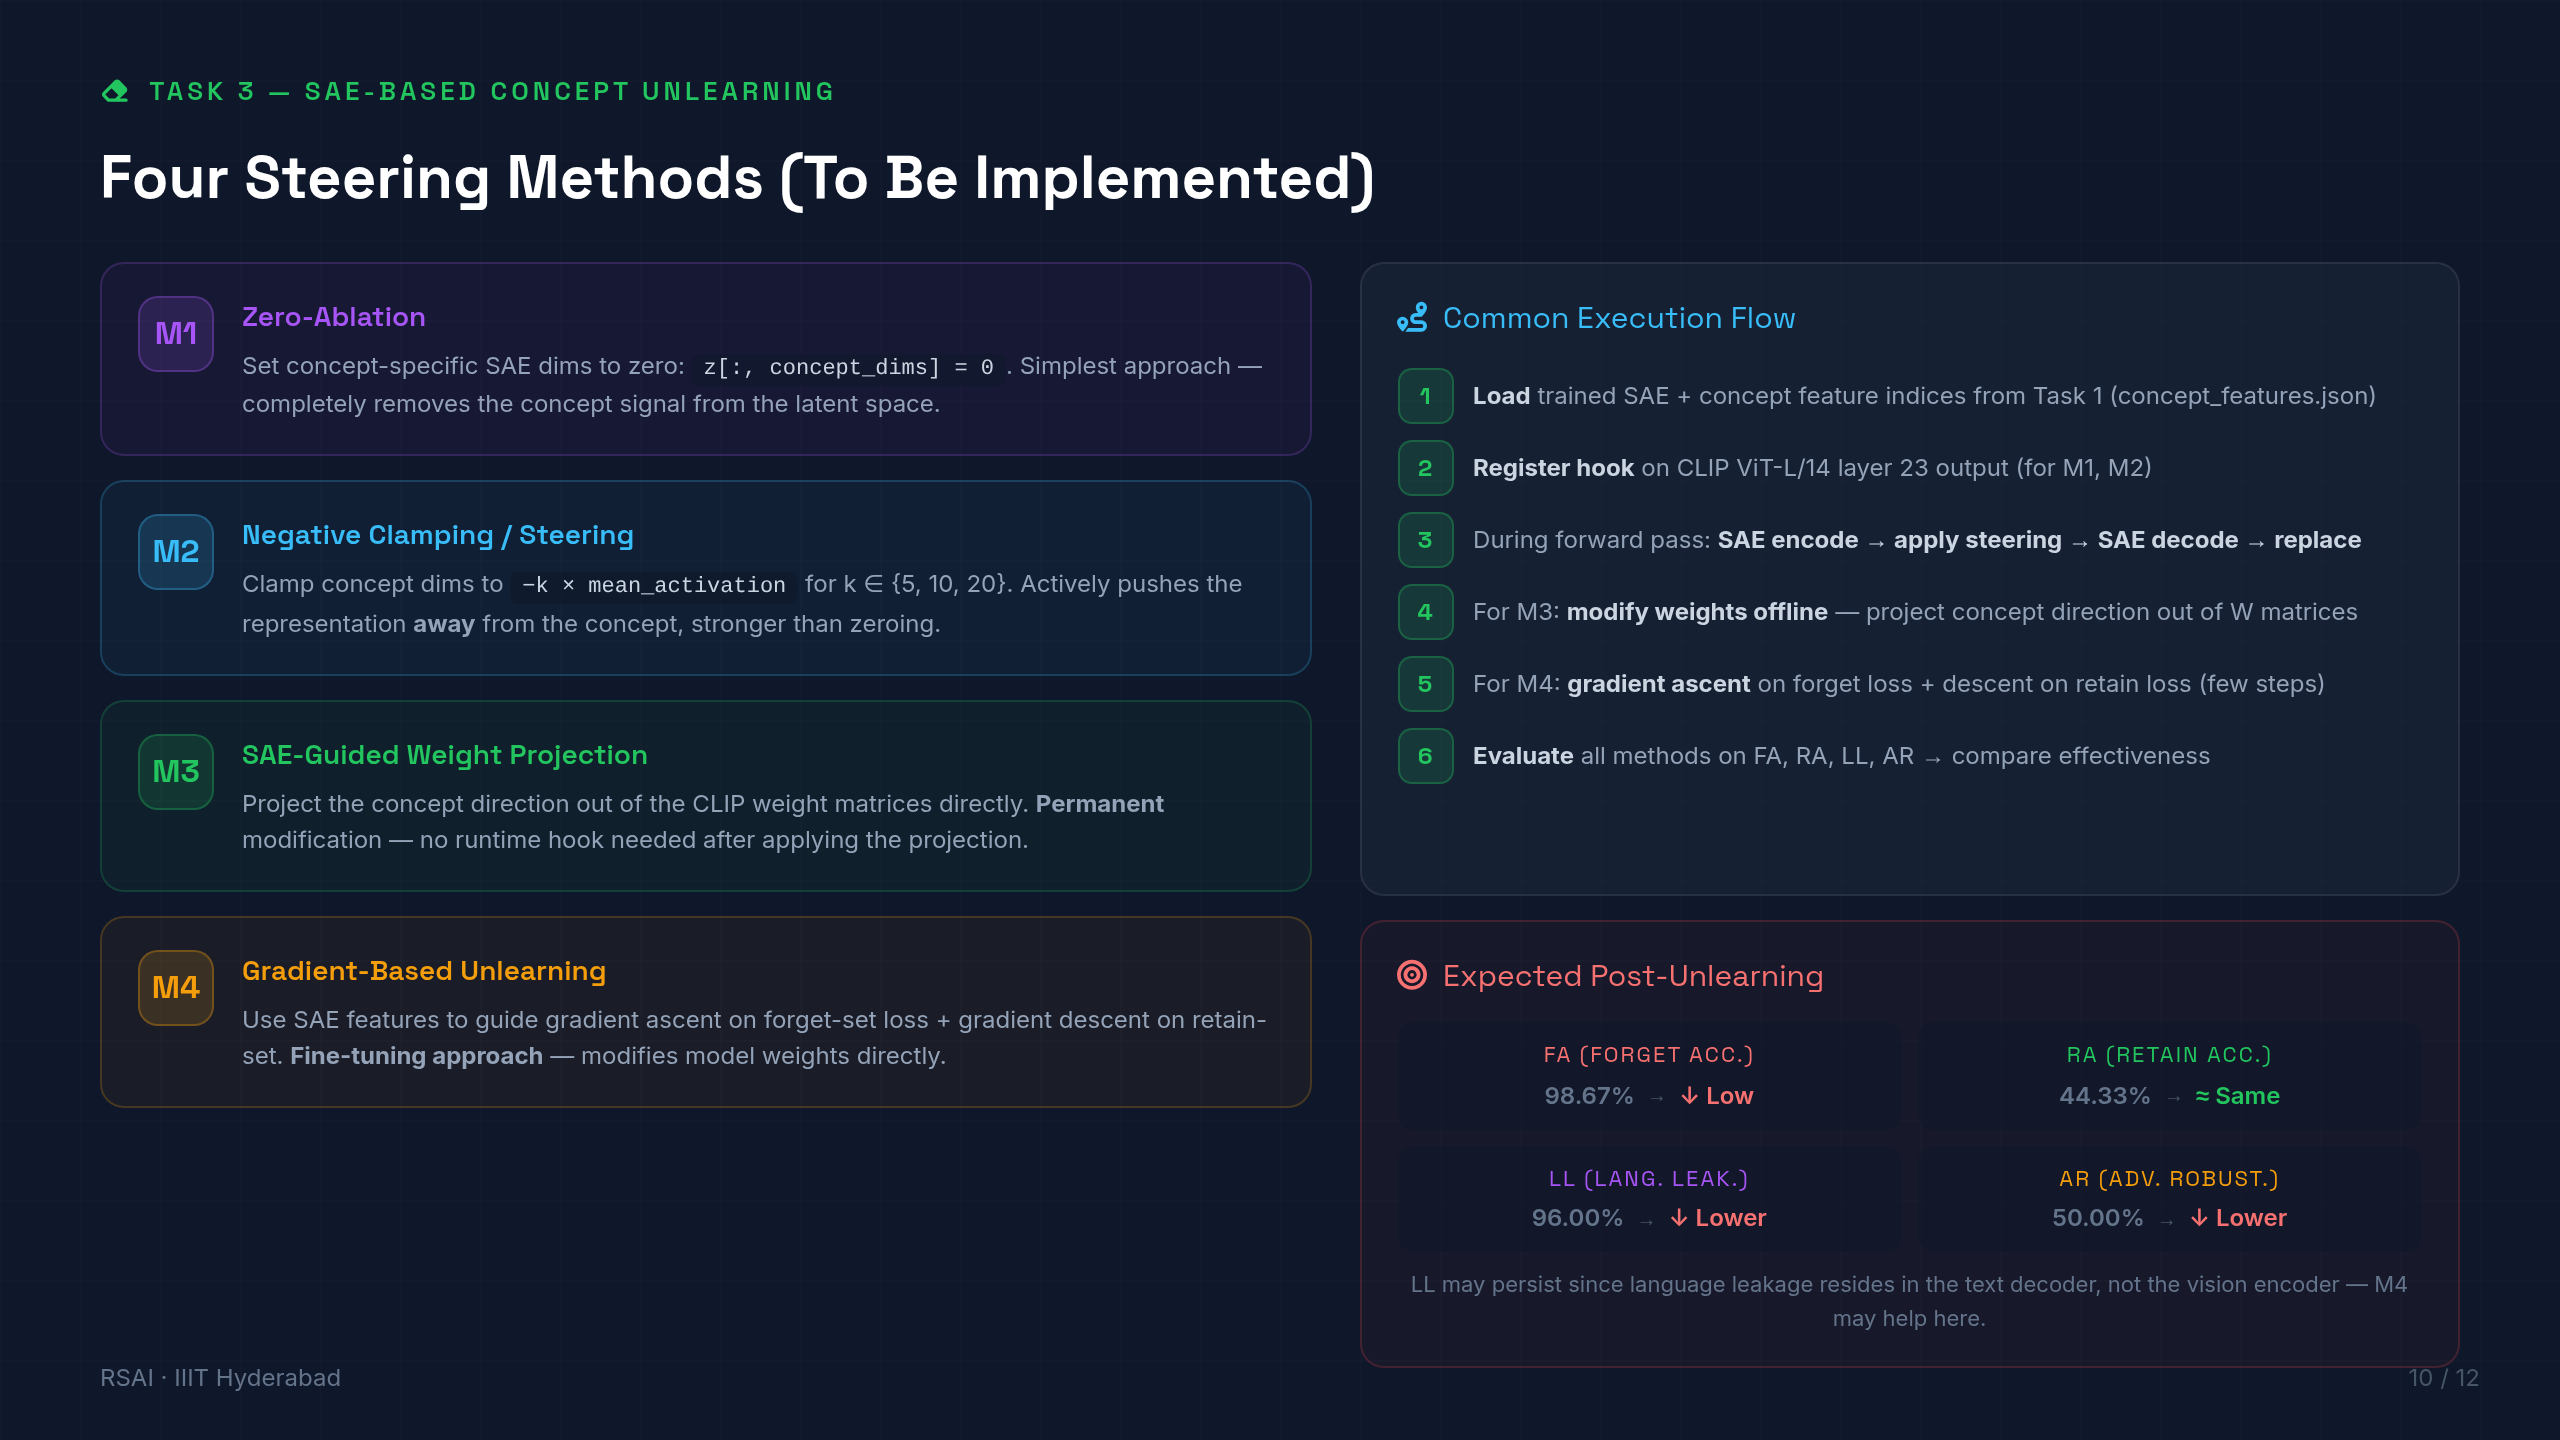 TASK 3 — SAE-BASED CONCEPT UNLEARNING
Four Steering Methods (To Be Implemented)
M1
Zero-Ablation
Set concept-specific SAE dims to zero: z[:, concept_dims] = 0 . Simplest approach —
completely removes the concept signal from the latent space.
M2
Negative Clamping / Steering
Clamp concept dims to −k × mean_activation for k ∈ {5, 10, 20}. Actively pushes the
representation away from the concept, stronger than zeroing.
M3
SAE-Guided Weight Projection
Project the concept direction out of the CLIP weight matrices directly. Permanent
modification — no runtime hook needed after applying the projection.
M4
Gradient-Based Unlearning
Use SAE features to guide gradient ascent on forget-set loss + gradient descent on retain-
set. Fine-tuning approach — modifies model weights directly.
Common Execution Flow
1 Load trained SAE + concept feature indices from Task 1 (concept_features.json)
2 Register hook on CLIP ViT-L/14 layer 23 output (for M1, M2)
3 During forward pass: SAE encode → apply steering → SAE decode → replace
4 For M3: modify weights offline — project concept direction out of W matrices
5 For M4: gradient ascent on forget loss + descent on retain loss (few steps)
6 Evaluate all methods on FA, RA, LL, AR → compare effectiveness
Expected Post-Unlearning
FA (FORGET ACC.)
98.67% → ↓ Low
RA (RETAIN ACC.)
44.33% → ≈ Same
LL (LANG. LEAK.)
96.00% → ↓ Lower
AR (ADV. ROBUST.)
50.00% → ↓ Lower
LL may persist since language leakage resides in the text decoder, not the vision encoder — M4
may help here.
RSAI · IIIT Hyderabad
10 / 12